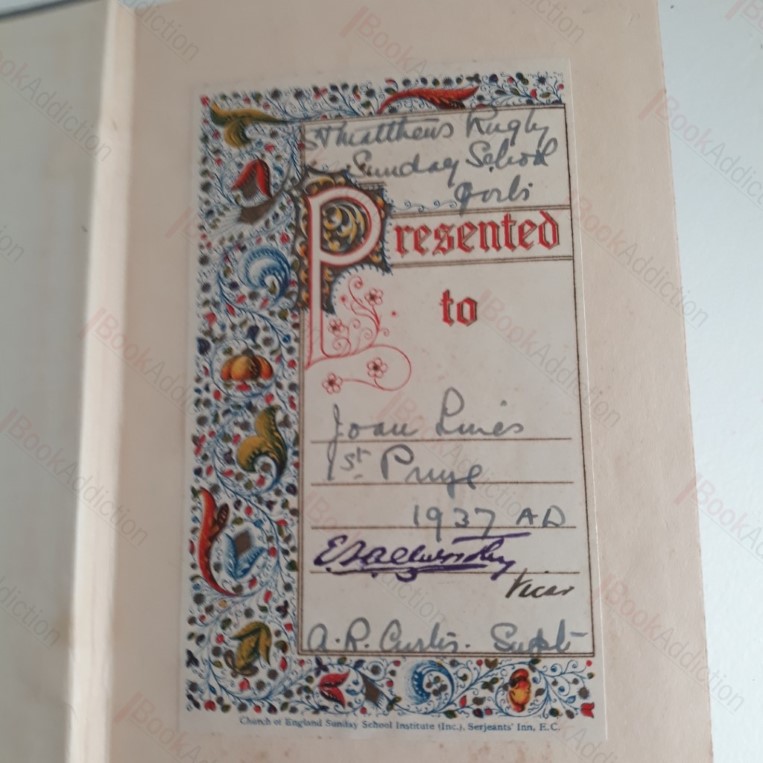 St Matthews Rugby
Sunday School
Girls
Presented
to
Joan Lines
1st Prize
1937 AD
Vicar
A. R. Curtis. Supt
Church of England Sunday School Institute (Inc.), Serjeants' Inn, E.C.
BookAddiction